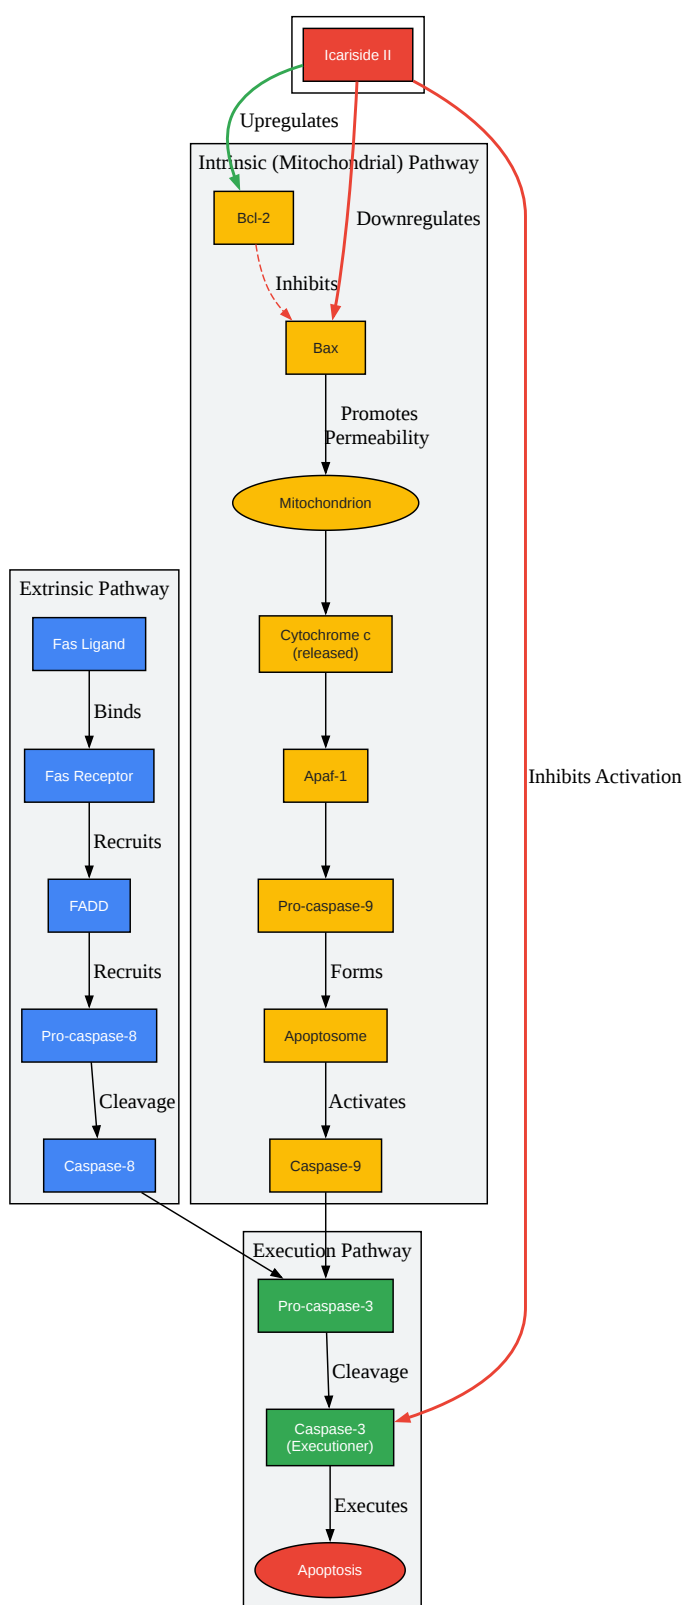 Icariside II
Upregulates
Intrinsic (Mitochondrial) Pathway
Bcl-2
Downregulates
Inhibits
Bax
Promotes
Permeability
Mitochondrion
Extrinsic Pathway
Fas Ligand
Cytochrome c
(released)
Binds
Fas Receptor
Apaf-1
Inhibits Activation
Recruits
FADD
Pro-caspase-9
Recruits
Forms
Pro-caspase-8
Apoptosome
Cleavage
Activates
Caspase-8
Caspase-9
Execution Pathway
Pro-caspase-3
Cleavage
Caspase-3
(Executioner)
Executes
Apoptosis